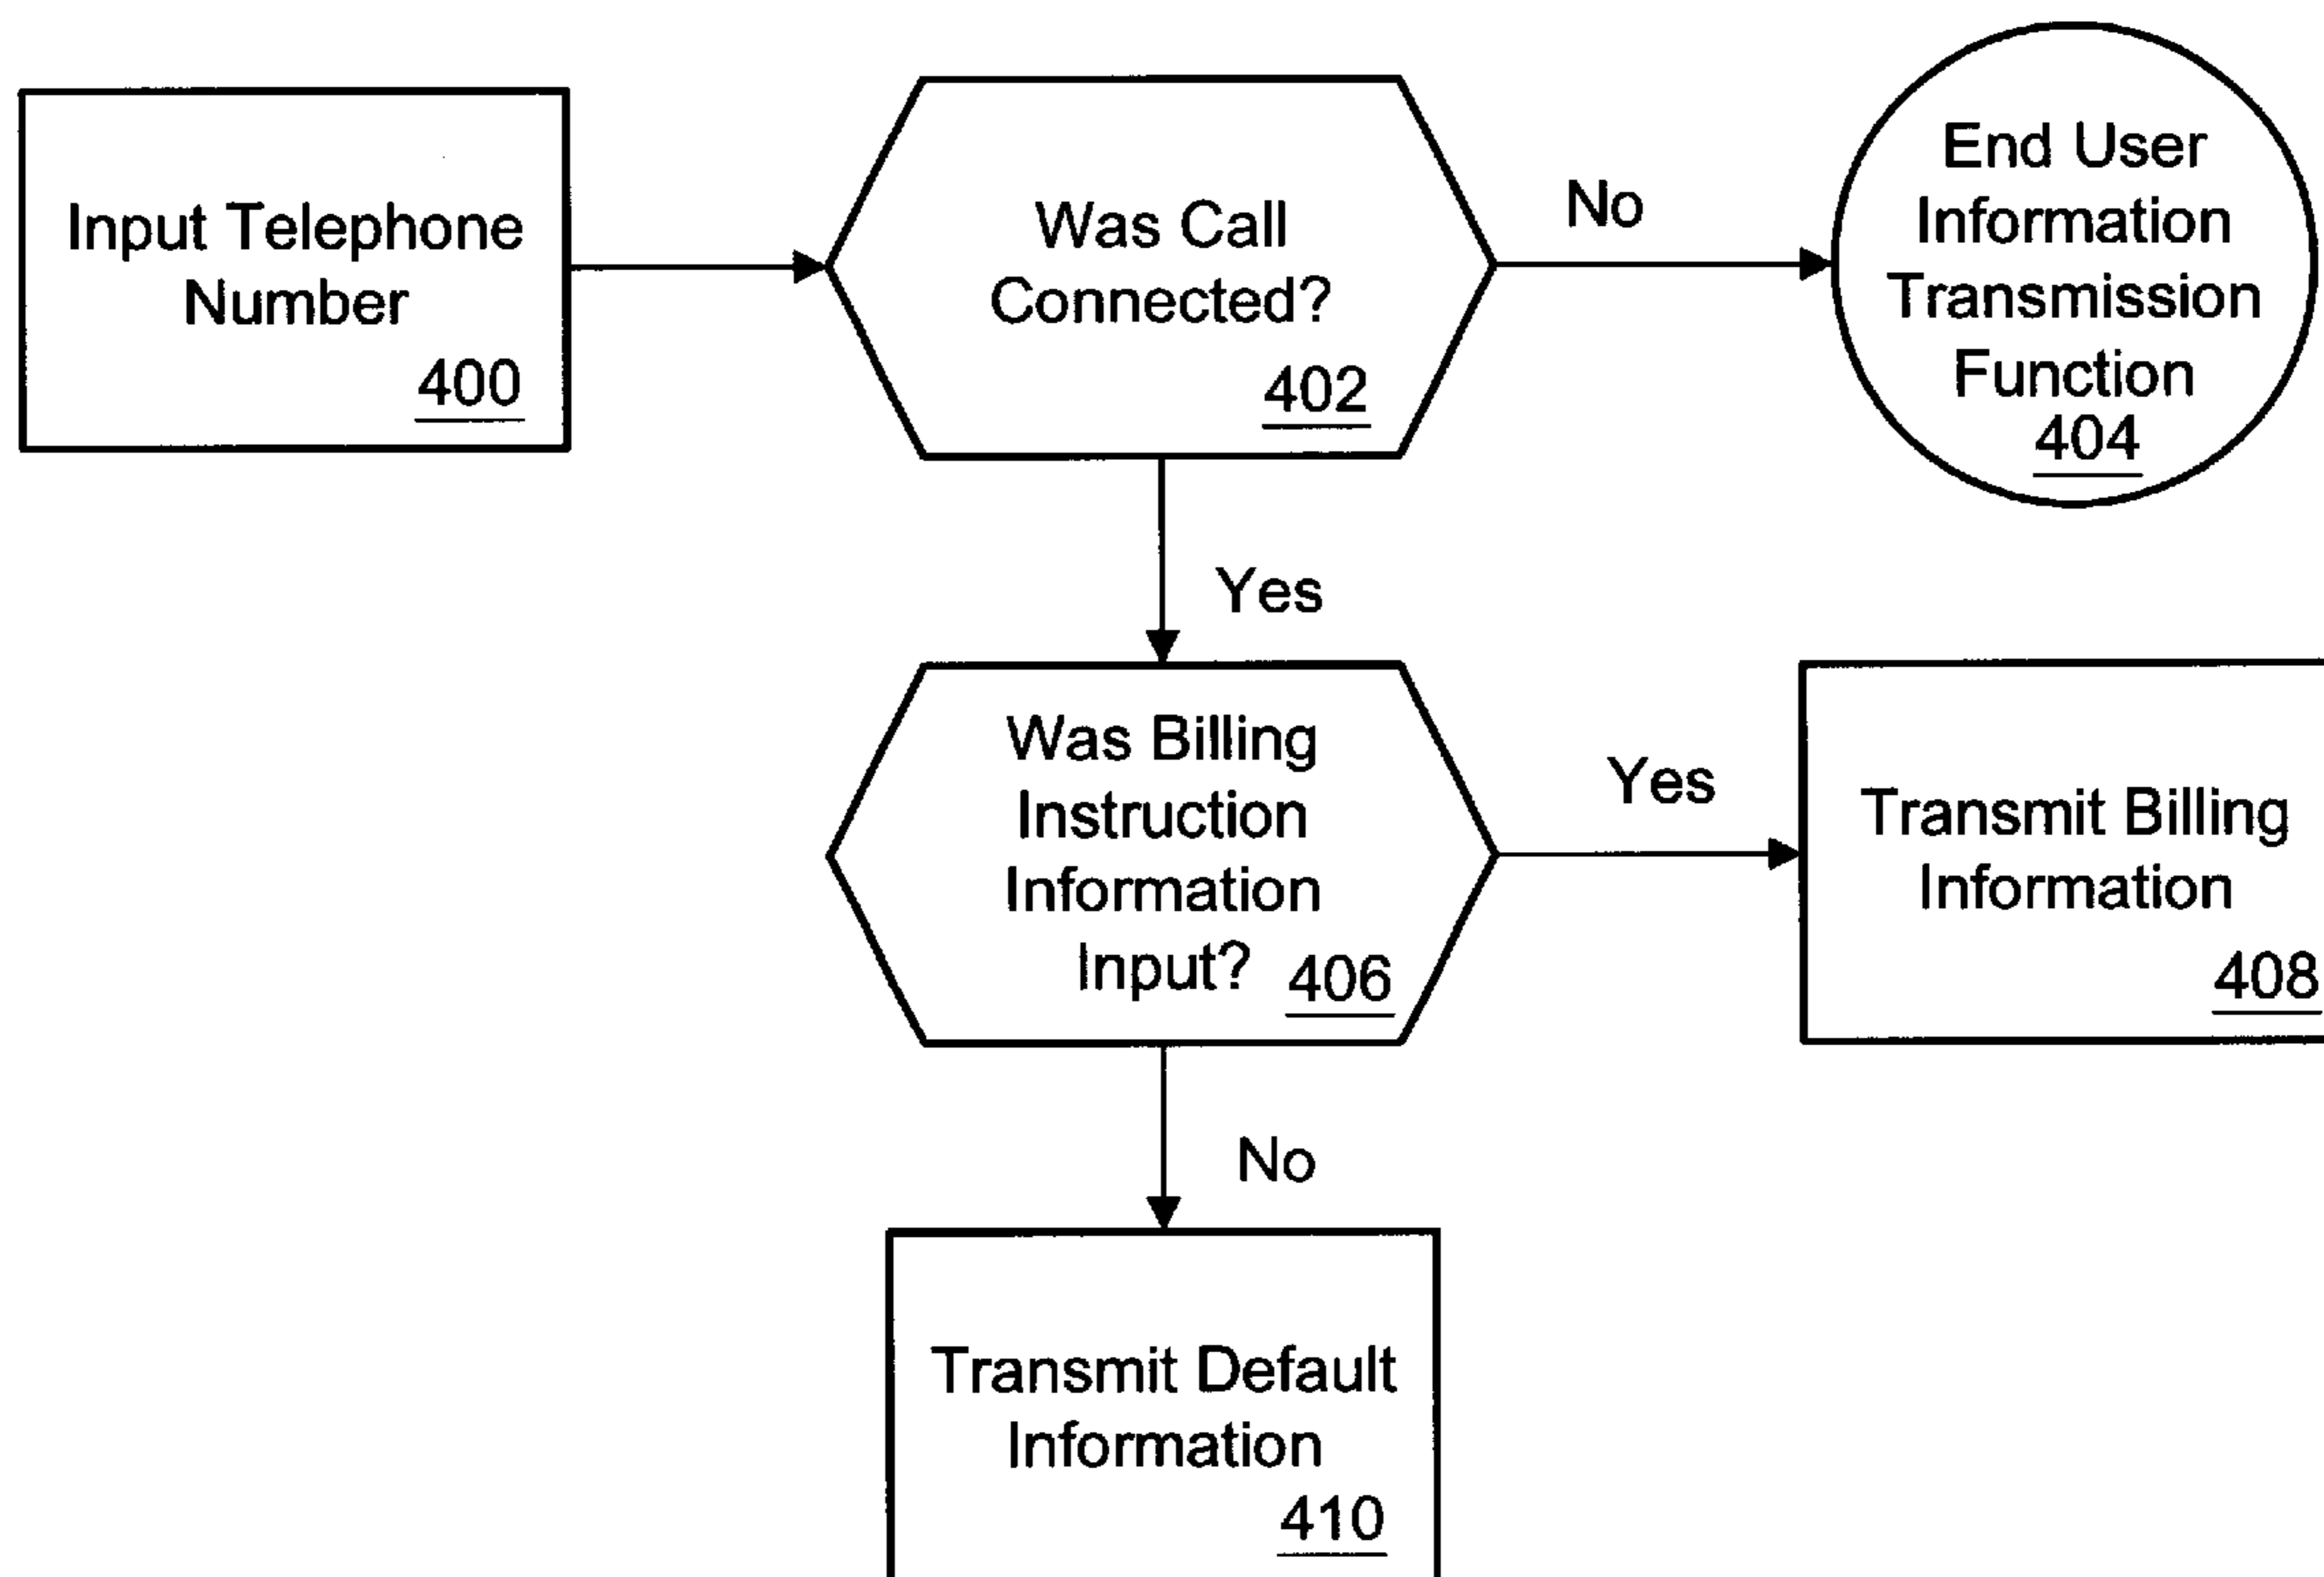 Input Telephone
Number
400
Was Call
Connected?
402
No
End User
Information
Transmission
Function
404
Yes
Was Billing
Instruction
Information
Input? 406
Yes
Transmit Billing
Information
408
No
Transmit Default
Information
410